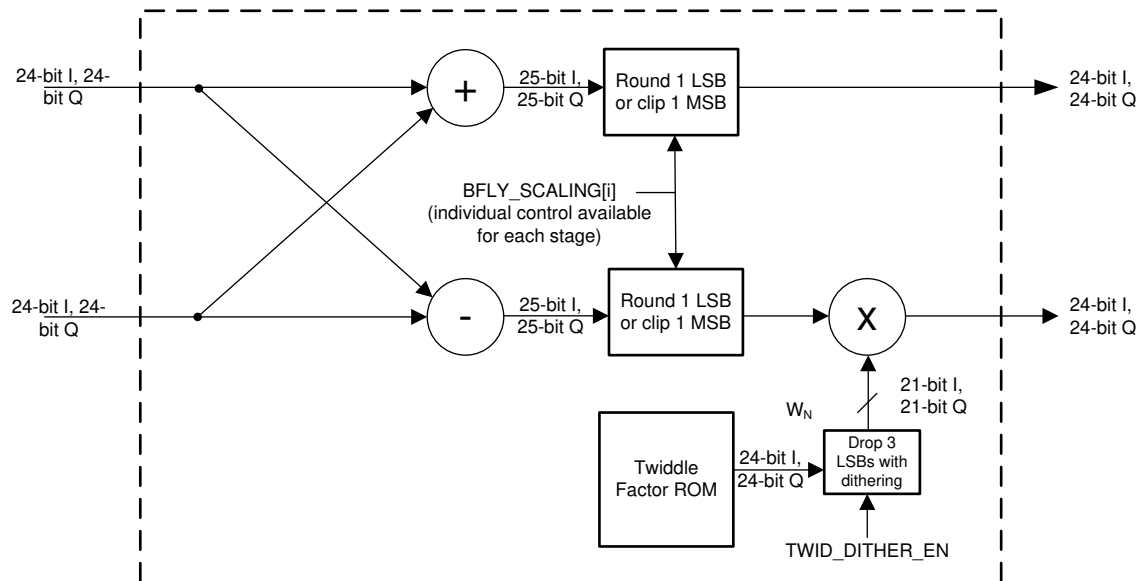 24-bit I, 24-
bit Q
+
25-bit I,
25-bit Q
Round 1 LSB
or clip 1 MSB
24-bit I,
24-bit Q
BFLY_SCALING[i]
(individual control available
for each stage)
24-bit I, 24-
bit Q
-
25-bit I,
25-bit Q
Round 1 LSB
or clip 1 MSB
X
24-bit I,
24-bit Q
21-bit I,
21-bit Q
WN
Twiddle
Factor ROM
24-bit I,
24-bit Q
Drop 3
LSBs with
dithering
TWID_DITHER_EN